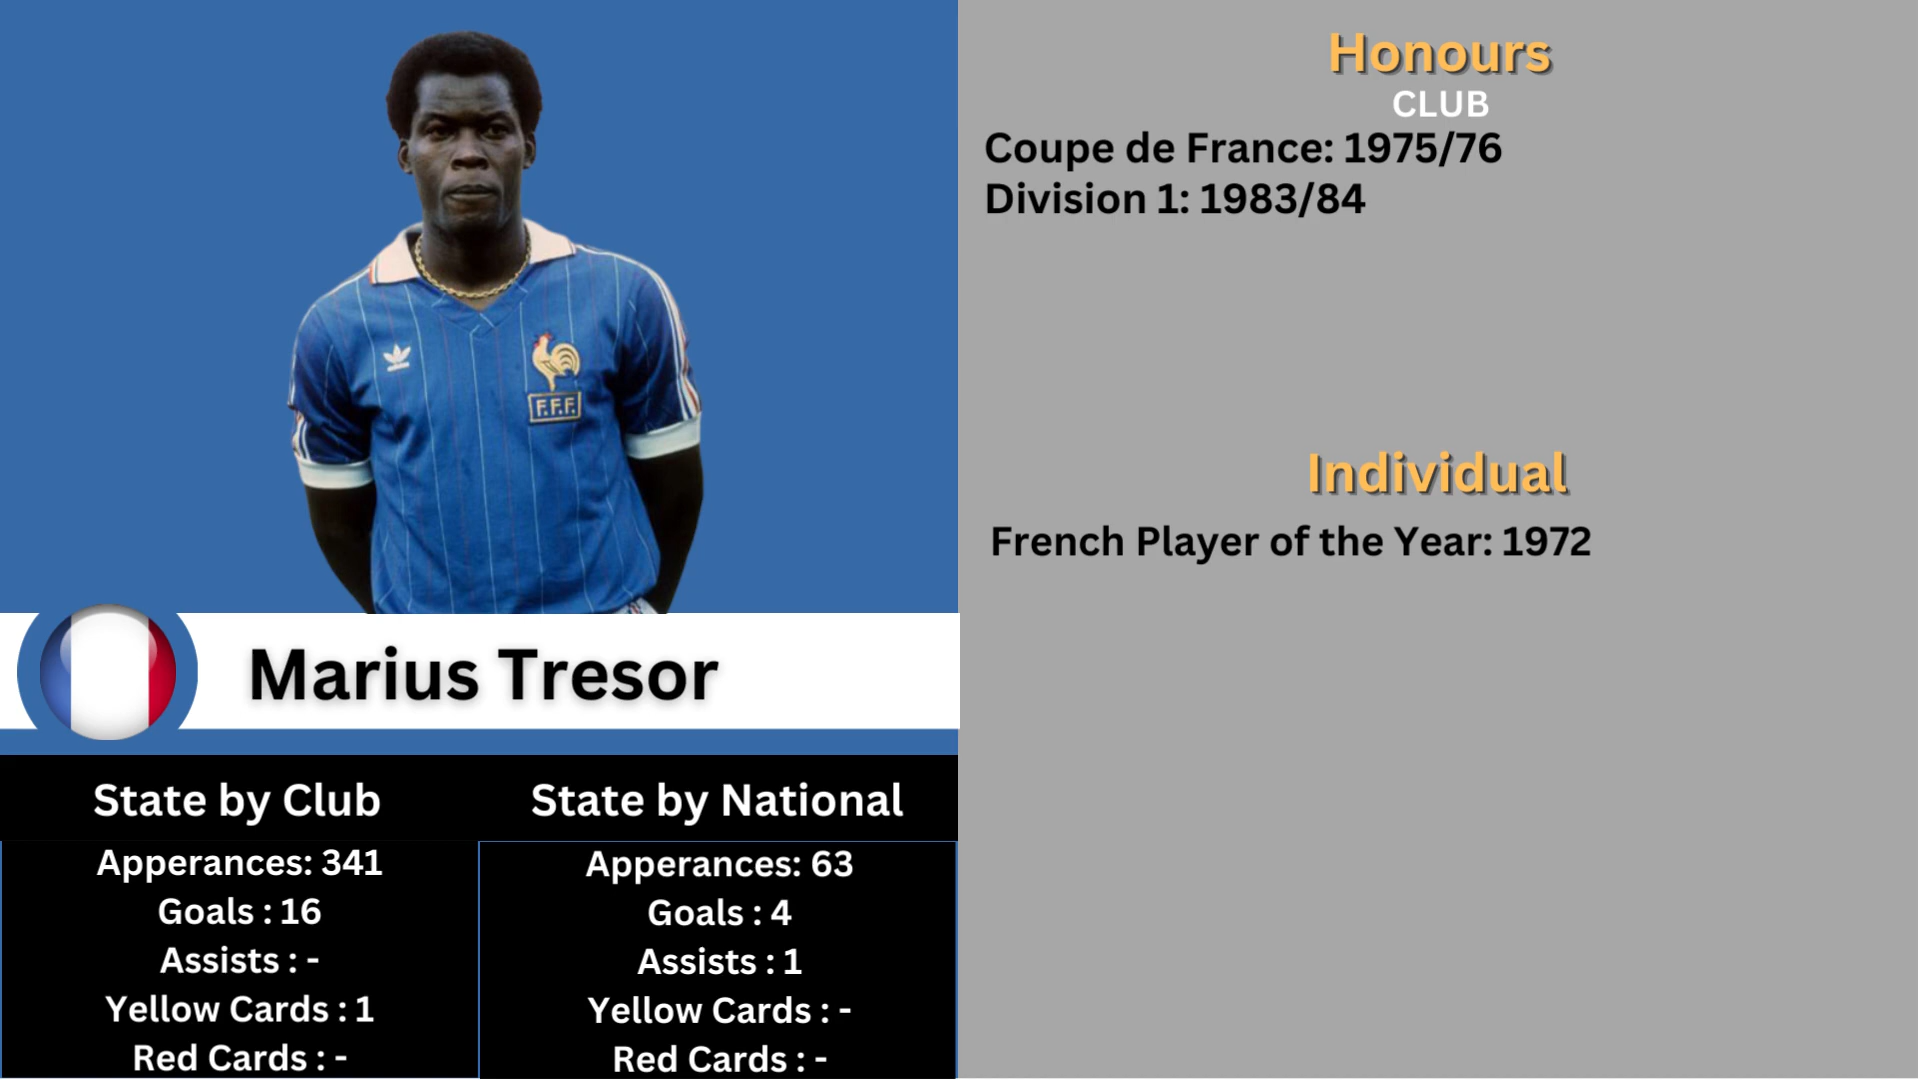 Honours
CLUB
Coupe de France: 1975/76
Division 1: 1983/84
Individual
French Player of the Year: 1972
F.F.F.
Marius Tresor
State by Club
Apperances: 341
Goals : 16
Assists : -
Yellow Cards : 1
Red Cards : -
State by National
Apperances: 63
Goals : 4
Assists : 1
Yellow Cards : -
Red Cards : -